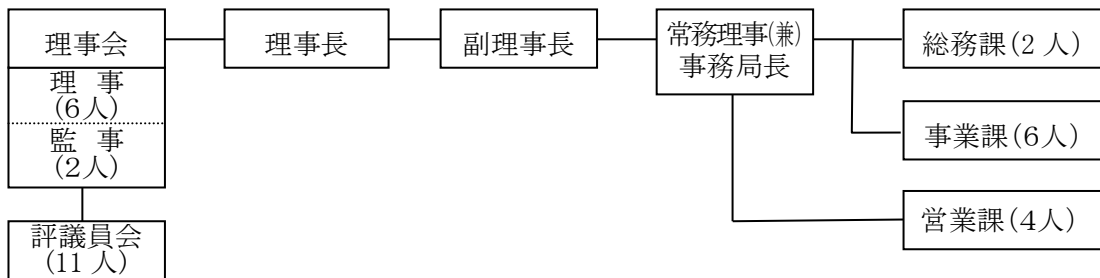 理事会
理事長
副理事長
常務理事(兼)
事務局長
総務課(2 人)
理　事
(6人)
監　事
(2人)
事業課(6人)
営業課(4人)
評議員会
(11 人)